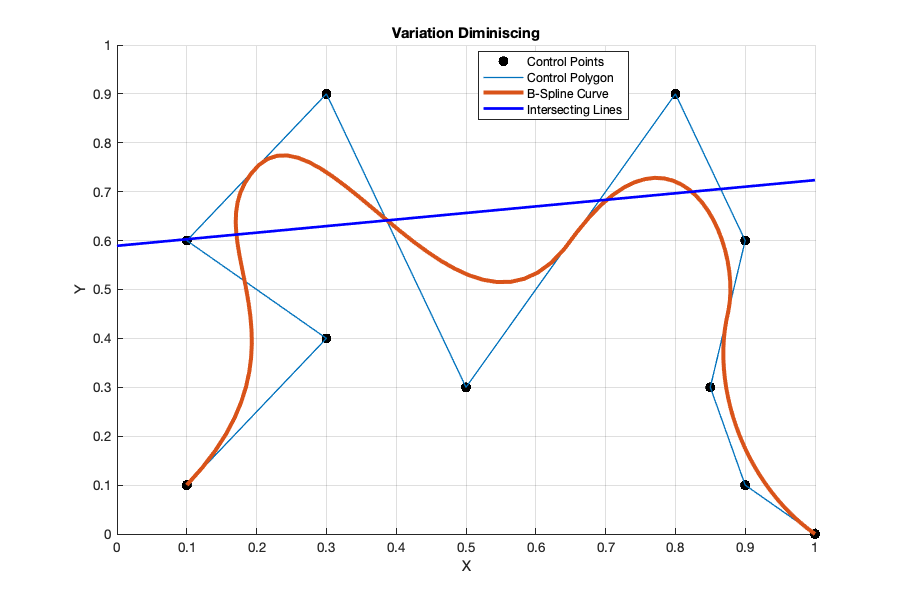 Variation Diminiscing
Control Points
Control Polygon
B-Spline Curve
Intersecting Lines
1
0.9
0.8
0.7
0.6
0.5
0.4
0.3
0.2
0.1
0
Y
0 0.1 0.2 0.3 0.4 0.5 0.6 0.7 0.8 0.9 1
X